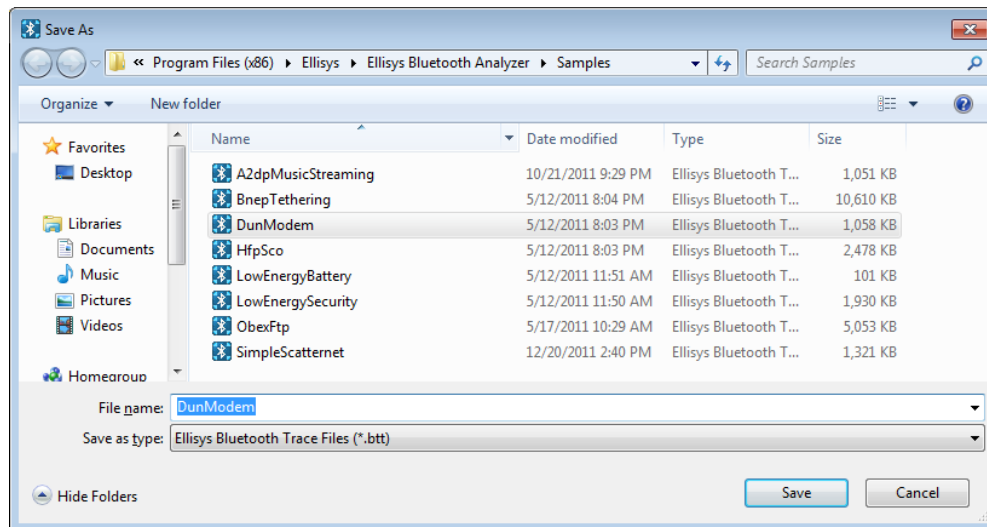 Save As
« Program Files (x86) Ellisys Ellisys Bluetooth Analyzer Samples Search Samples
Organize New folder
Name Date modified Type Size
Favorites
Desktop
Libraries
Documents
Music
Pictures
Videos
Homegroup
A2dpMusicStreaming 10/21/2011 9:29 PM Ellisys Bluetooth T... 1,051 KB
BnepTethering 5/12/2011 8:04 PM Ellisys Bluetooth T... 10,610 KB
DunModem 5/12/2011 8:03 PM Ellisys Bluetooth T... 1,058 KB
HfpSco 5/12/2011 8:03 PM Ellisys Bluetooth T... 2,478 KB
LowEnergyBattery 5/12/2011 11:51 AM Ellisys Bluetooth T... 101 KB
LowEnergySecurity 5/12/2011 11:50 AM Ellisys Bluetooth T... 1,930 KB
ObexFtp 5/17/2011 10:29 AM Ellisys Bluetooth T... 5,053 KB
SimpleScatternet 12/20/2011 2:40 PM Ellisys Bluetooth T... 1,321 KB
File name: DunModem
Save as type: Ellisys Bluetooth Trace Files (*.btt)
Hide Folders Save Cancel